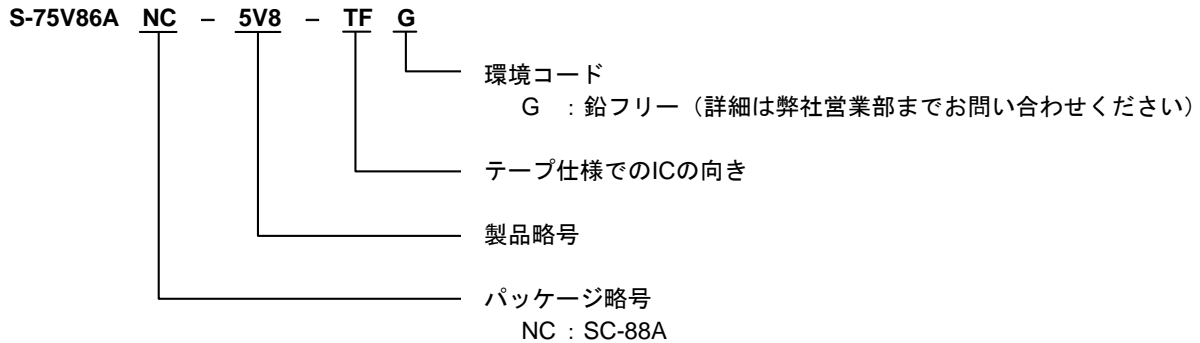 S-75V86A NC – 5V8 – TF G
環境コード
G ：鉛フリー（詳細は弊社営業部までお問い合わせください）
テープ仕様でのICの向き
製品略号
パッケージ略号
NC：SC-88A